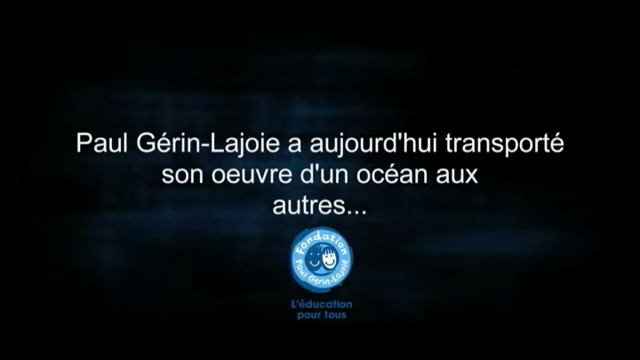 Paul Gérin-Lajoie a aujourd'hui transporté
son oeuvre d'un océan aux
autres...
Fondation
Paul Gérin-Lajoie
L'éducation
pour tous